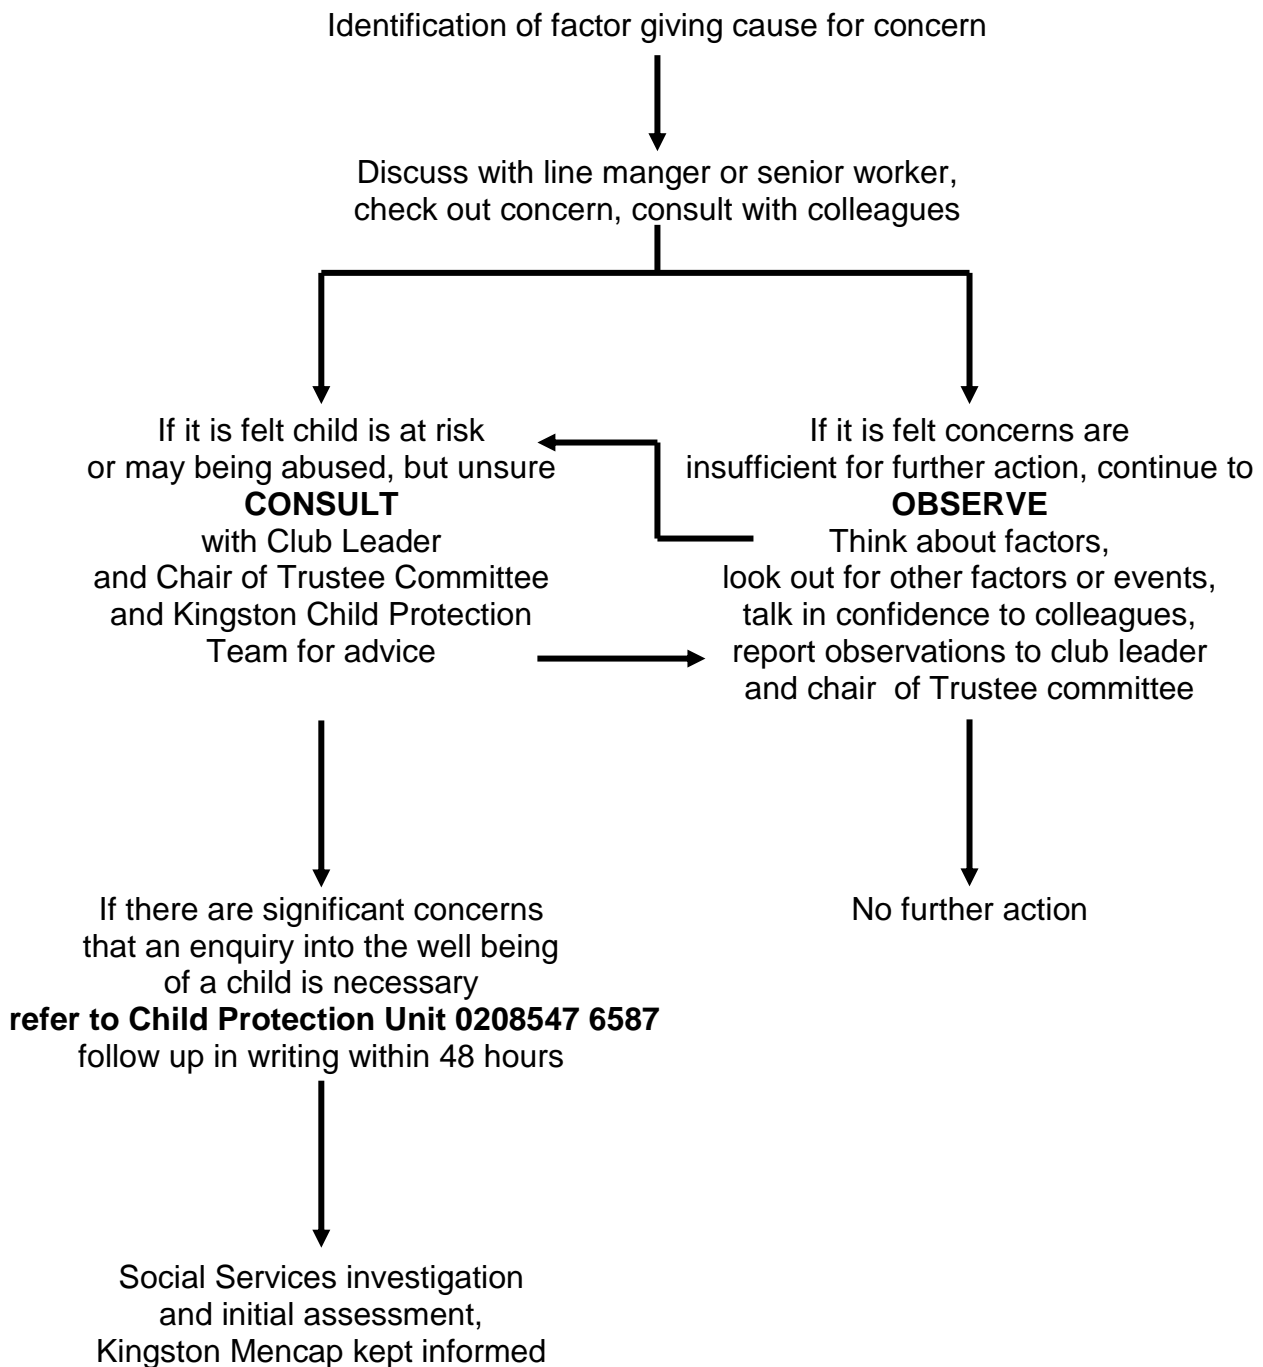 Identification of factor giving cause for concern
Discuss with line manger or senior worker,
check out concern, consult with colleagues
If it is felt child is at risk
or may being abused, but unsure
CONSULT
with Club Leader
and Chair of Trustee Committee
and Kingston Child Protection
Team for advice
If it is felt concerns are
insufficient for further action, continue to
OBSERVE
Think about factors,
look out for other factors or events,
talk in confidence to colleagues,
report observations to club leader
and chair  of Trustee committee
If there are significant concerns
that an enquiry into the well being
of a child is necessary
refer to Child Protection Unit 0208547 6587
follow up in writing within 48 hours
No further action
Social Services investigation
and initial assessment,
Kingston Mencap kept informed